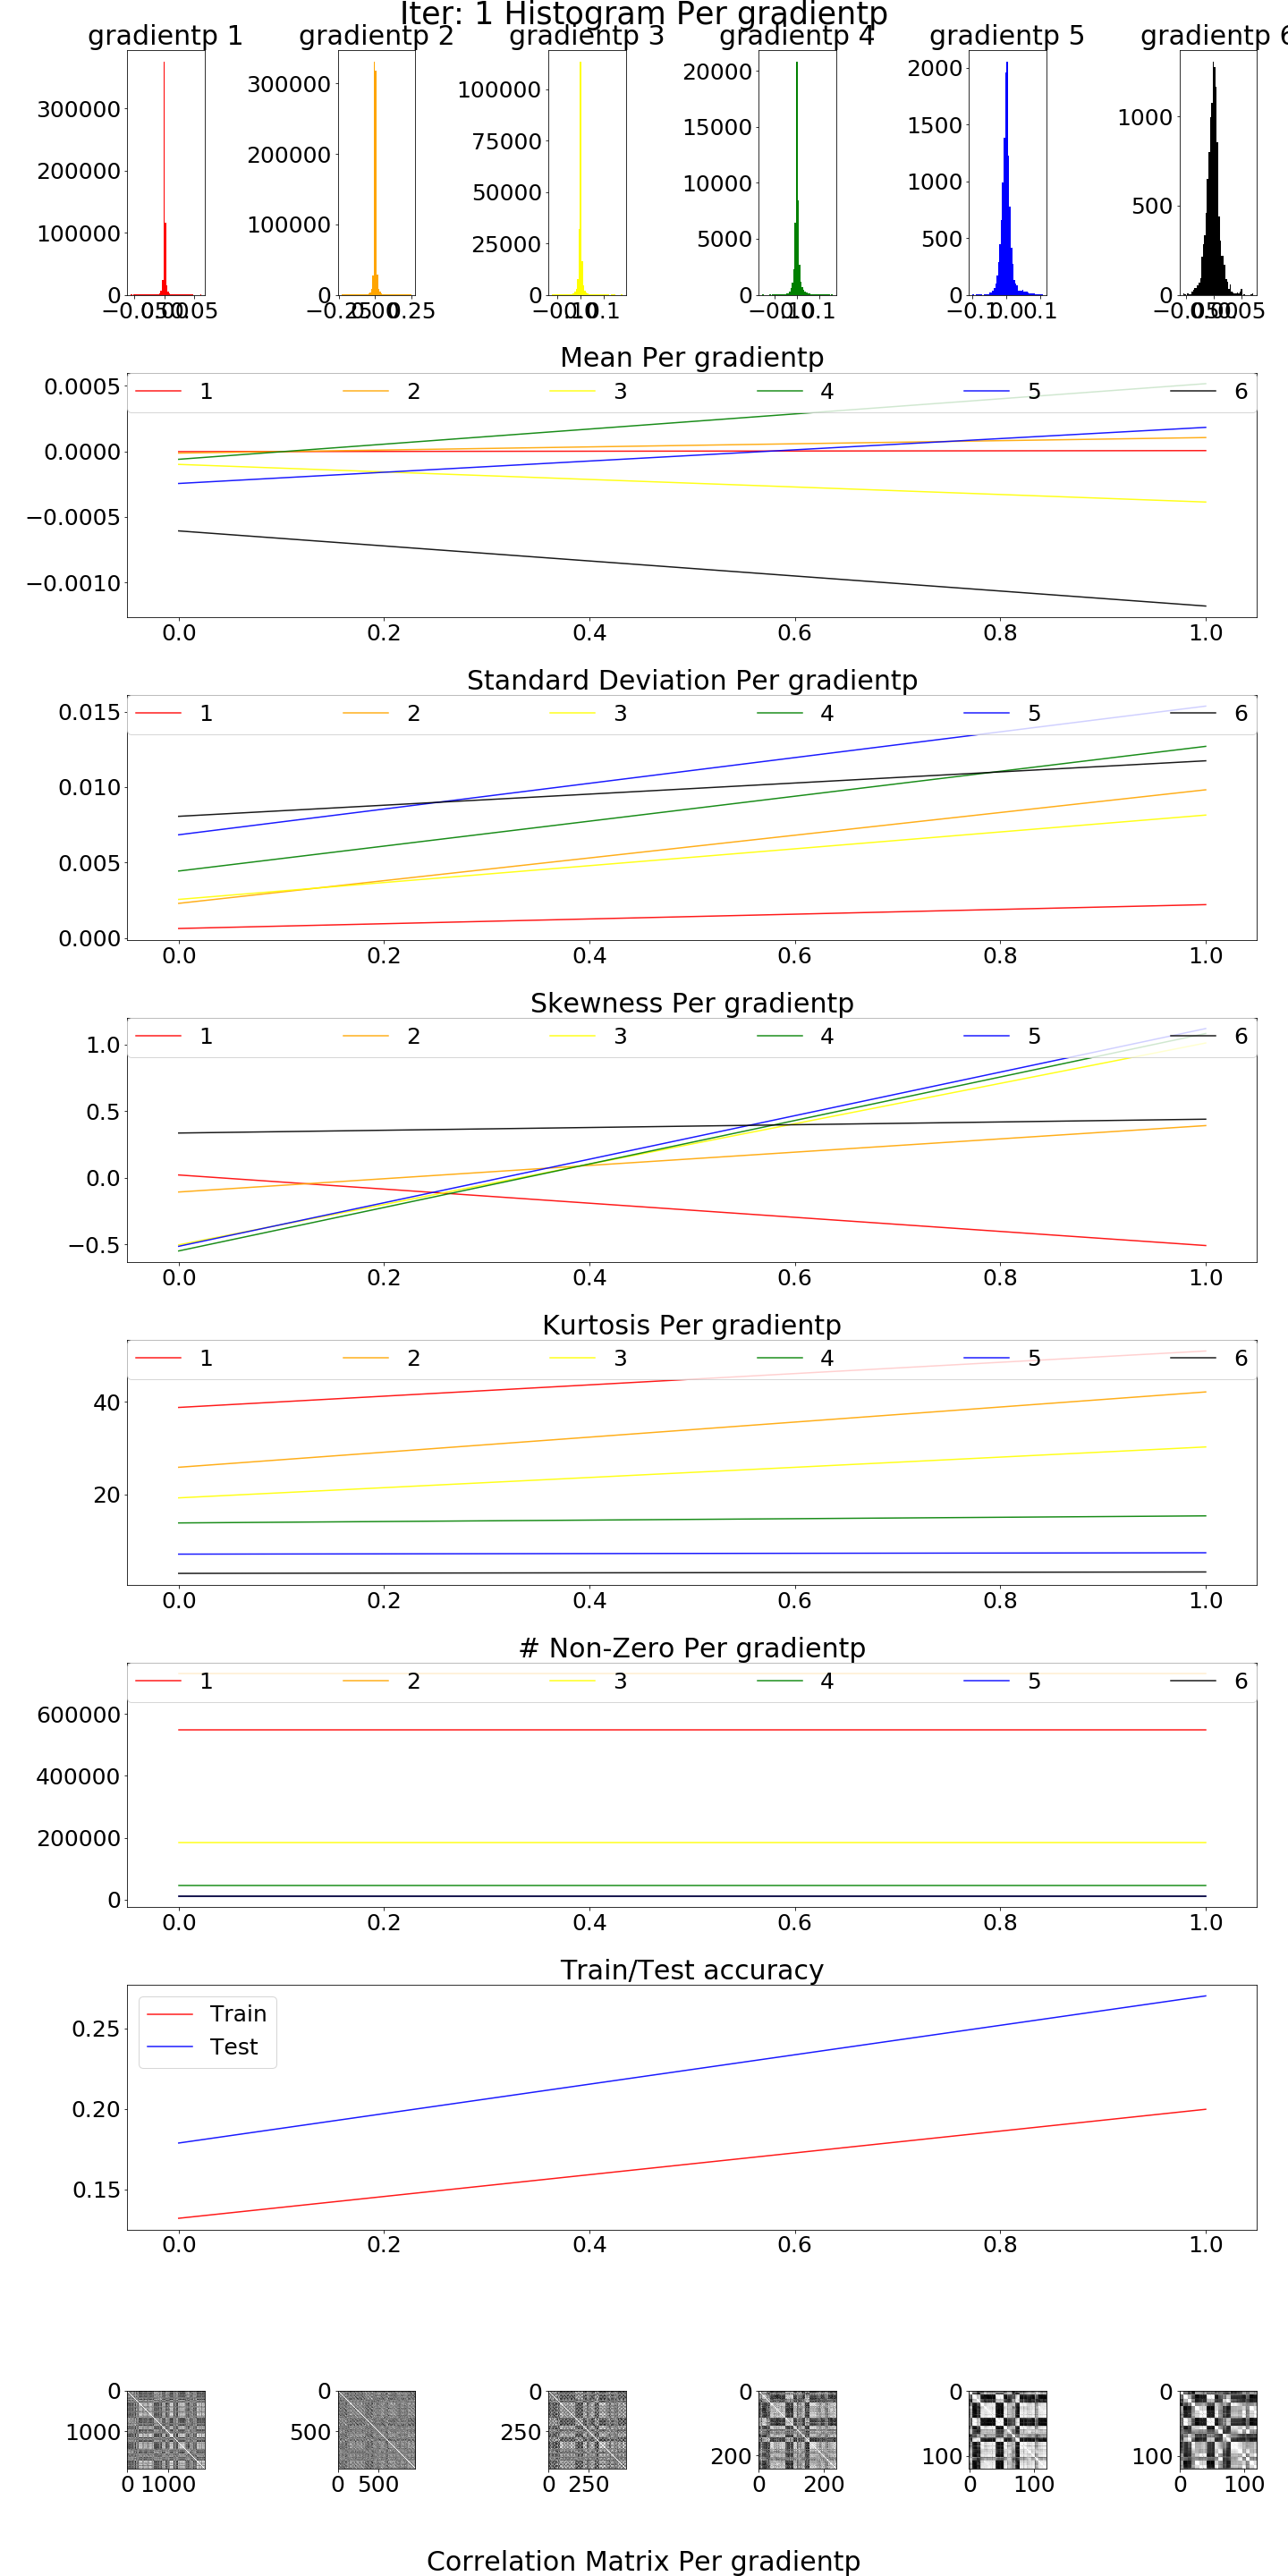 Iter: 1 Histogram Per gradientp
gradientp 1 gradientp 2 gradientp 3 gradientp 4 gradientp 5 gradientp 6
300000
200000
100000
0
300000
200000
100000
0
100000
75000
50000
25000
0
20000
15000
10000
5000
0
2000
1500
1000
500
0
1000
500
0
Mean Per gradientp
1 2 3 4 5 6
0.0005
0.0000
−0.0005
−0.0010
0.0 0.2 0.4 0.6 0.8 1.0
Standard Deviation Per gradientp
1 2 3 4 5 6
0.015
0.010
0.005
0.000
0.0 0.2 0.4 0.6 0.8 1.0
Skewness Per gradientp
1 2 3 4 5 6
1.0
0.5
0.0
−0.5
0.0 0.2 0.4 0.6 0.8 1.0
Kurtosis Per gradientp
1 2 3 4 5 6
40
20
0.0 0.2 0.4 0.6 0.8 1.0
# Non-Zero Per gradientp
1 2 3 4 5 6
600000
400000
200000
0
0.0 0.2 0.4 0.6 0.8 1.0
Train/Test accuracy
Train
Test
0.25
0.20
0.15
0.0 0.2 0.4 0.6 0.8 1.0
0 0 0 0 0 0
1000 500 250 200 100 100
0 1000 0 500 0 250 0 200 0 100 0 100
Correlation Matrix Per gradientp